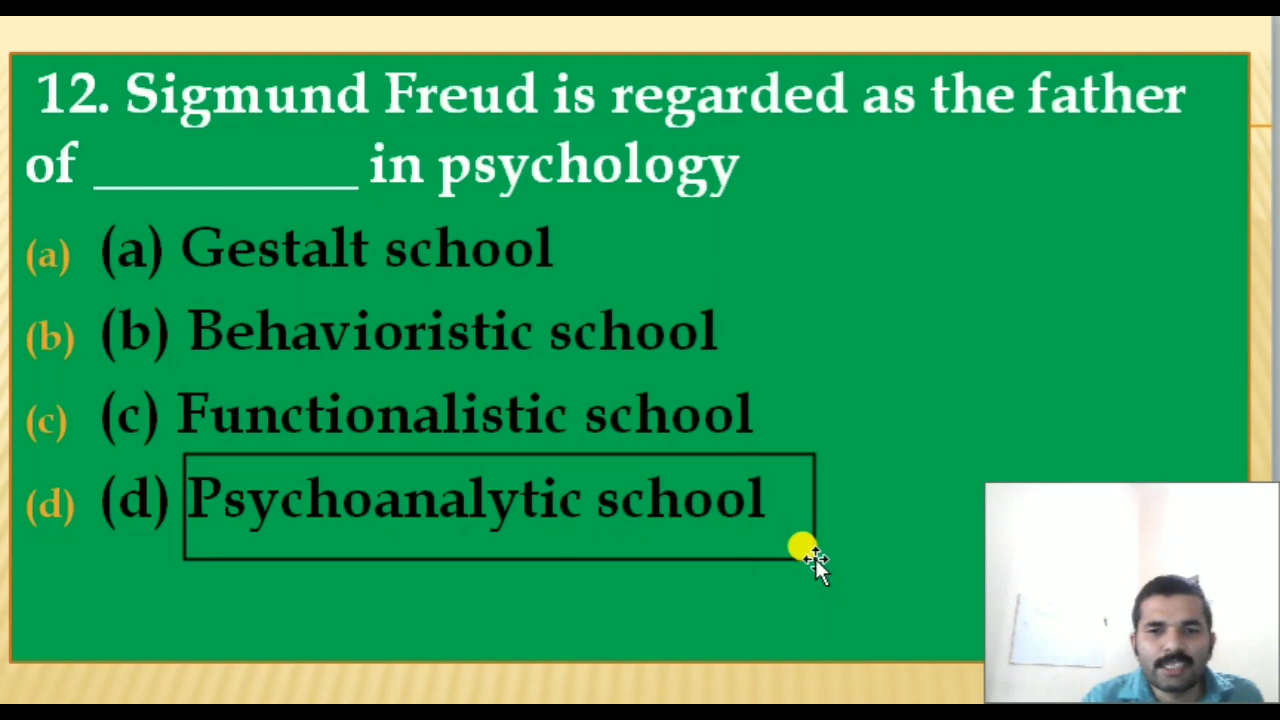 12. Sigmund Freud is regarded as the father
of __________ in psychology
(a) (a) Gestalt school
(b) (b) Behavioristic school
(c) (c) Functionalistic school
(d) (d) Psychoanalytic school